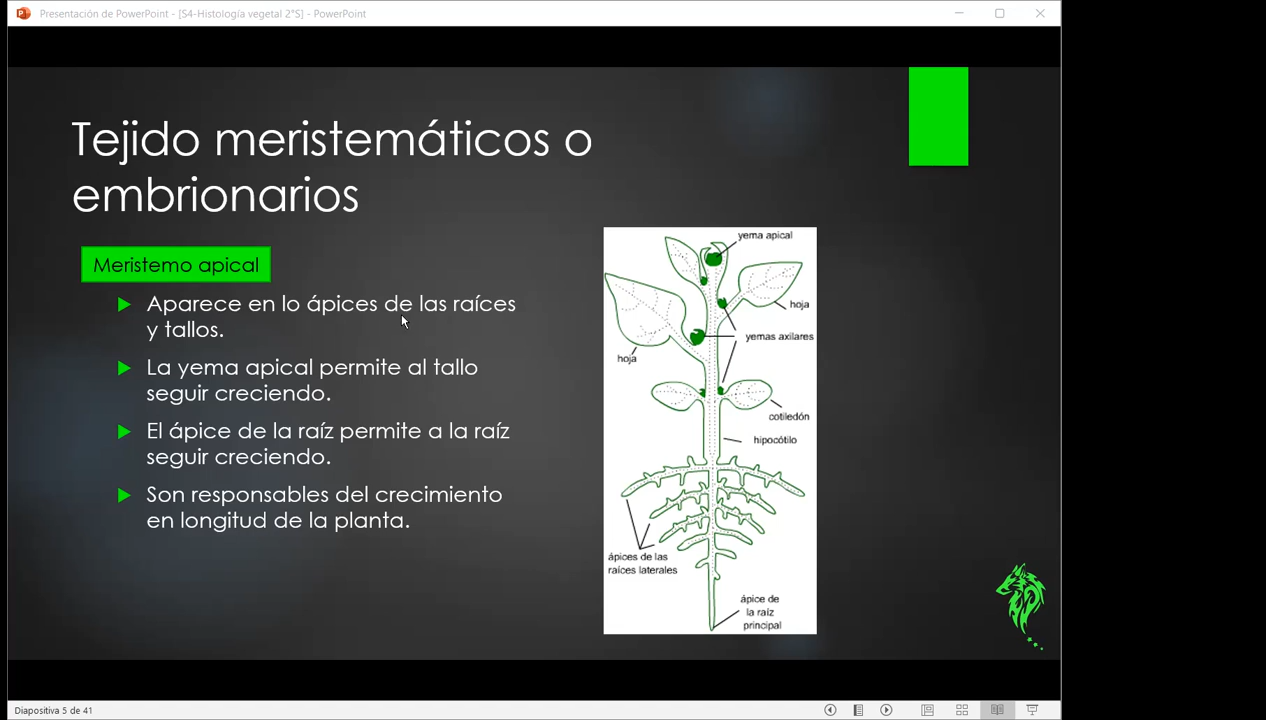 Presentación de PowerPoint - [S4-Histología vegetal 2°S] - PowerPoint
Tejido meristemáticos o
embrionarios
Meristemo apical
Aparece en lo ápices de las raíces
y tallos.
La yema apical permite al tallo
seguir creciendo.
El ápice de la raíz permite a la raíz
seguir creciendo.
Son responsables del crecimiento
en longitud de la planta.
yema apical
hoja
yemas axilares
hoja
cotiledón
hipocótilo
ápices de las
raíces laterales
ápice de
la raíz
principal
Diapositiva 5 de 41